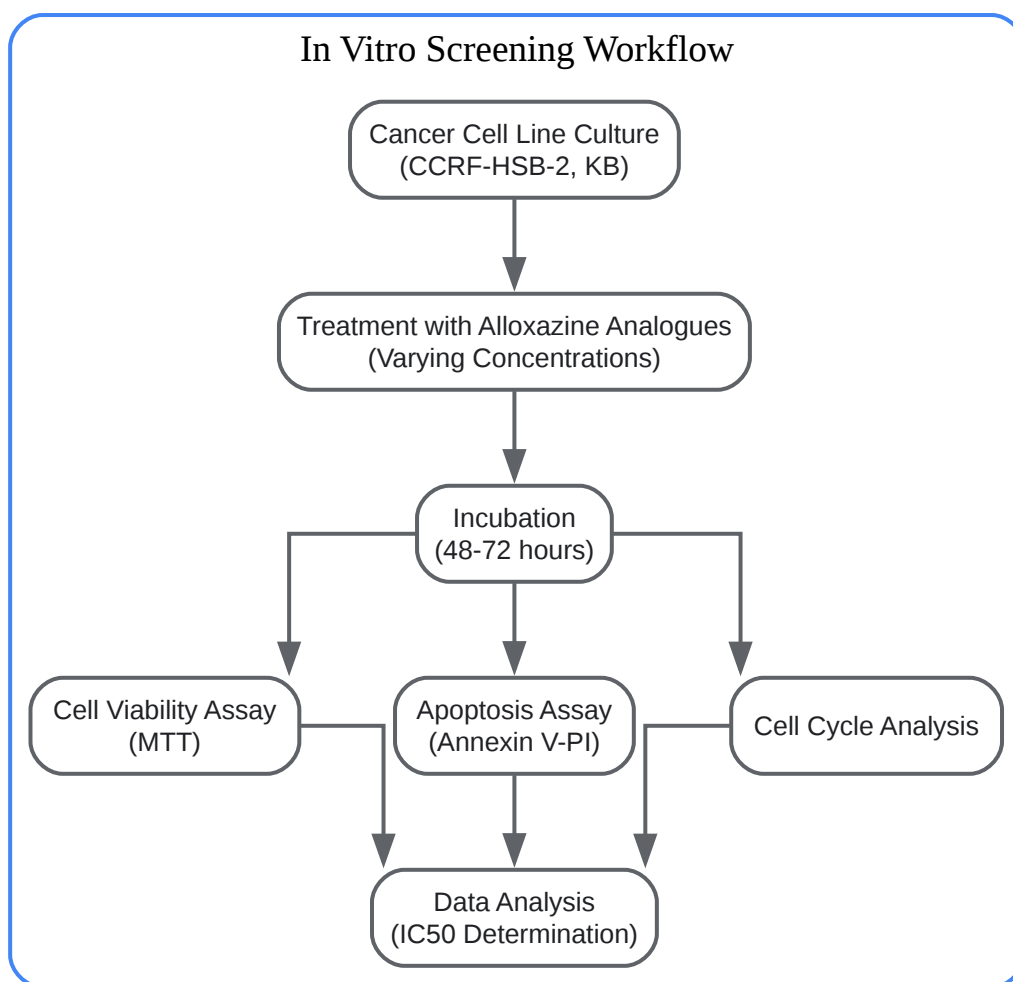 In Vitro Screening Workflow
Cancer Cell Line Culture
(CCRF-HSB-2, KB)
Treatment with Alloxazine Analogues
(Varying Concentrations)
Incubation
(48-72 hours)
Cell Viability Assay
(MTT)
Apoptosis Assay
(Annexin V-PI)
Cell Cycle Analysis
Data Analysis
(IC50 Determination)